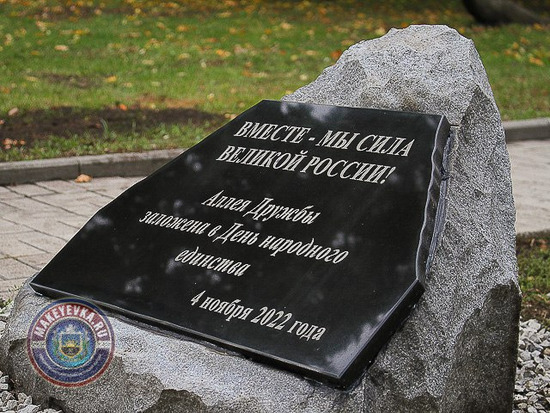 ВМЕСТЕ - МЫ СИЛА
ВЕЛИКОЙ РОССИИ!
Аллея Дружбы
заложена в День народного
единства
4 ноября 2022 года
MAKEYEVKA.RU